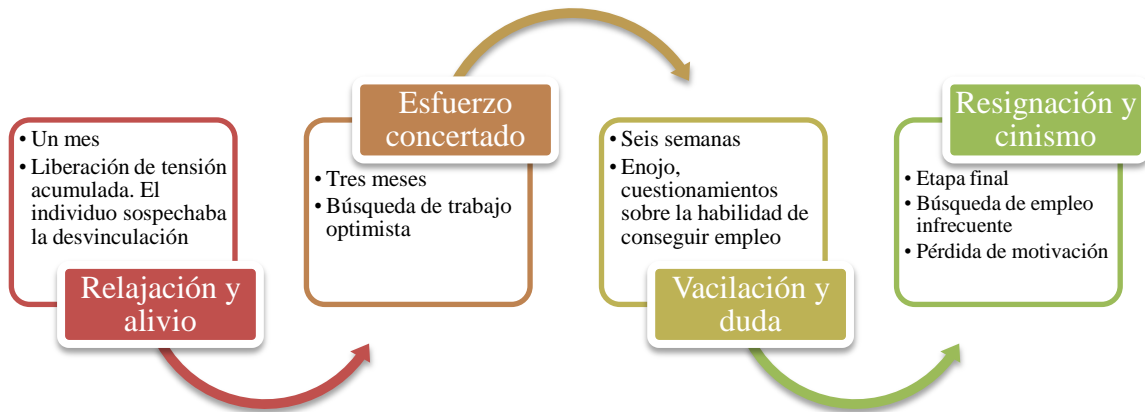 • Un mes
• Liberación de tensión
acumulada. El
individuo sospechaba
la desvinculación
Relajación y
alivio
Esfuerzo
concertado
• Tres meses
• Búsqueda de trabajo
optimista
• Seis semanas
• Enojo,
cuestionamientos
sobre la habilidad de
conseguir empleo
Vacilación y
duda
Resignación y
cinismo
• Etapa final
• Búsqueda de empleo
infrecuente
• Pérdida de motivación